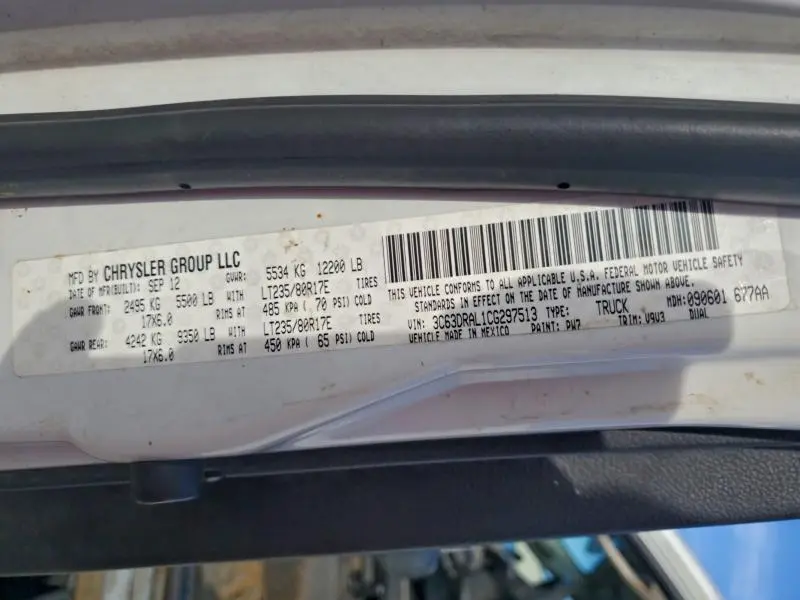 MFD BY CHRYSLER GROUP LLC
DATE OF MFR(BUILT): SEP 12 GVWR: 5534 KG 12200 LB
GAWR FRONT: 2495 KG 5500 LB WITH LT235/80R17E TIRES
17X6.0 RIMS AT 485 KPA ( 70 PSI) COLD
GAWR REAR: 4242 KG 9350 LB WITH LT235/80R17E TIRES
17X6.0 RIMS AT 450 KPA ( 65 PSI) COLD
THIS VEHICLE CONFORMS TO ALL APPLICABLE U.S.A. FEDERAL MOTOR VEHICLE SAFETY
STANDARDS IN EFFECT ON THE DATE OF MANUFACTURE SHOWN ABOVE.
VIN: 3C63DRAL1CG297513 TYPE: TRUCK MDH: 090601 677AA
VEHICLE MADE IN MEXICO PAINT: PW7 TRIM: V9V3 DUAL